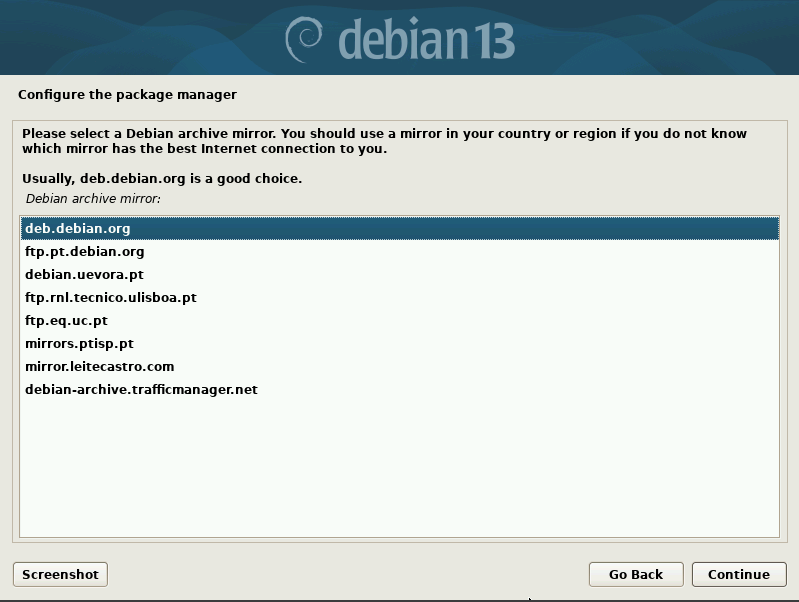 debian 13
Configure the package manager
Please select a Debian archive mirror. You should use a mirror in your country or region if you do not know
which mirror has the best Internet connection to you.
Usually, deb.debian.org is a good choice.
Debian archive mirror:
deb.debian.org
ftp.pt.debian.org
debian.uevora.pt
ftp.rnl.tecnico.ulisboa.pt
ftp.eq.uc.pt
mirrors.ptisp.pt
mirror.leitecastro.com
debian-archive.trafficmanager.net
Screenshot
Go Back
Continue